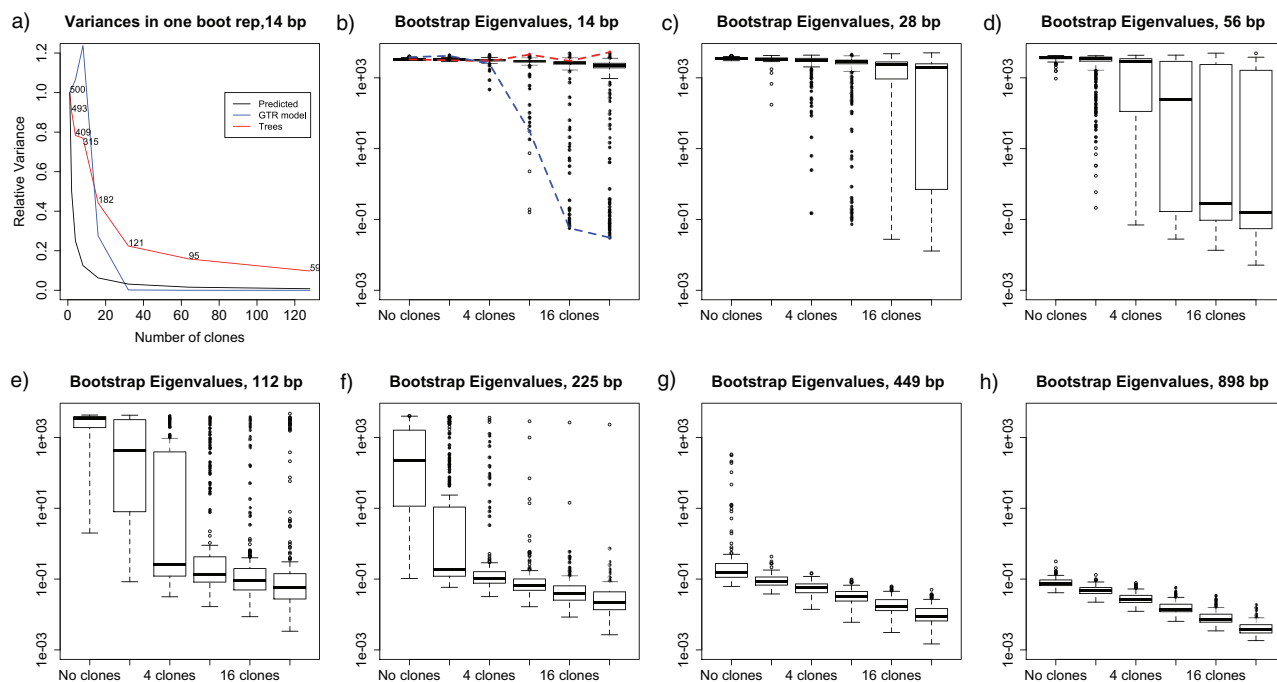 a) Variances in one boot rep,14 bp
Relative Variance
1.2
1.0
0.8
0.6
0.4
0.2
0.0
500
493
409
315
182
121
95
59
Predicted
GTR model
Trees
0 20 40 60 80 100 120
Number of clones
b) Bootstrap Eigenvalues, 14 bp
1e+03
1e+01
1e-01
1e-03
No clones 4 clones 16 clones
c) Bootstrap Eigenvalues, 28 bp
1e+03
1e+01
1e-01
1e-03
No clones 4 clones 16 clones
d) Bootstrap Eigenvalues, 56 bp
1e+03
1e+01
1e-01
1e-03
No clones 4 clones 16 clones
e) Bootstrap Eigenvalues, 112 bp
1e+03
1e+01
1e-01
1e-03
No clones 4 clones 16 clones
f) Bootstrap Eigenvalues, 225 bp
1e+03
1e+01
1e-01
1e-03
No clones 4 clones 16 clones
g) Bootstrap Eigenvalues, 449 bp
1e+03
1e+01
1e-01
1e-03
No clones 4 clones 16 clones
h) Bootstrap Eigenvalues, 898 bp
1e+03
1e+01
1e-01
1e-03
No clones 4 clones 16 clones